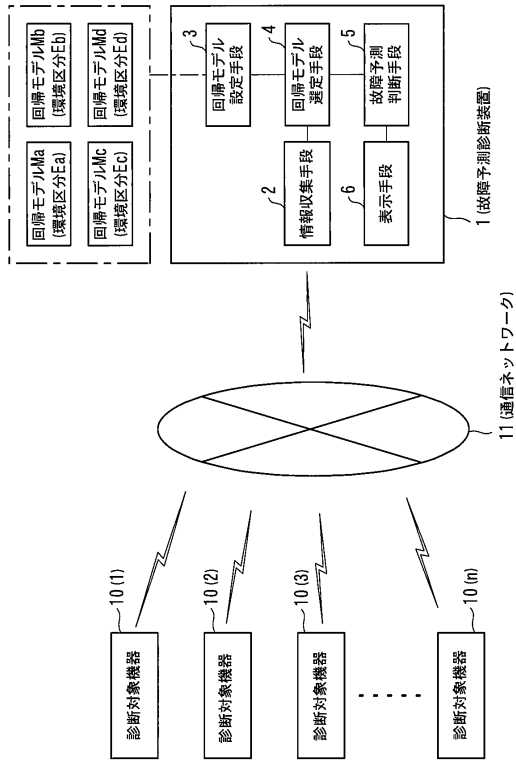 回帰モデルMa
(環境区分Ea)
回帰モデルMb
(環境区分Eb)
回帰モデルMc
(環境区分Ec)
回帰モデルMd
(環境区分Ed)
3
回帰モデル
設定手段
4
回帰モデル
選定手段
5
故障予測
判断手段
2
情報収集手段
6
表示手段
1 (故障予測診断装置)
11 (通信ネットワーク)
10 (1)
診断対象機器
10 (2)
診断対象機器
10 (3)
診断対象機器
10 (n)
診断対象機器